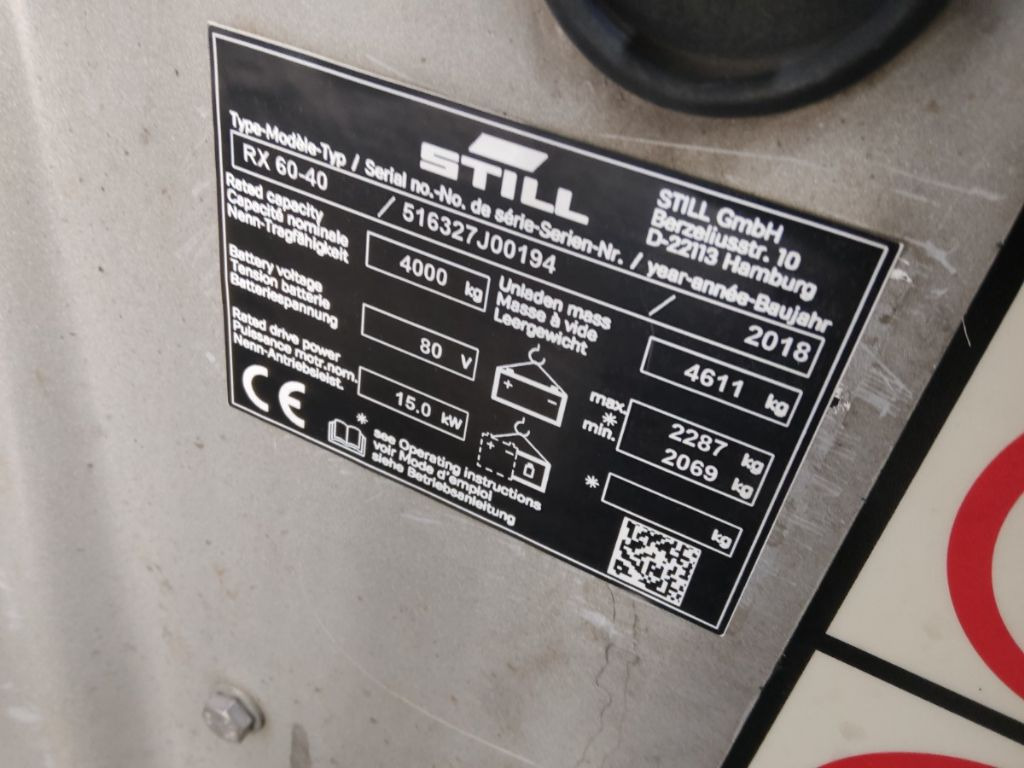 STILL
STILL GmbH
Berzeliusstr. 10
D-22113 Hamburg
Type-Modèle-Typ / Serial no.-No. de série-Serien-Nr. / year-année-Baujahr
RX 60-40 / 516327J00194 / 2018
Rated capacity
Capacité nominale
Nenn-Tragfähigkeit
4000 kg
Unladen mass
Masse à vide
Leergewicht
4611 kg
Battery voltage
Tension batterie
Batteriespannung
80 V
+ -
max.
*
min.
2287 kg
2069 kg
Rated drive power
Puissance motr.nom.
Nenn-Antriebsleist.
15.0 kW
+ -
* kg
CE
* see Operating instructions
voir Mode d'emploi
siehe Betriebsanleitung